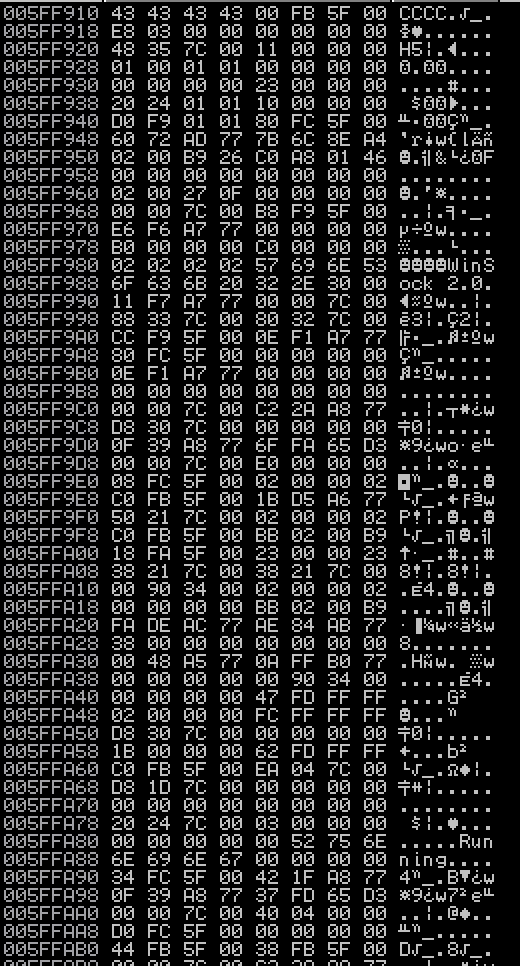 005FF910 43 43 43 43 00 FB 5F 00 CCCC.√_.
005FF918 E8 03 00 00 00 00 00 00
005FF920 48 35 7C 00 11 00 00 00 H5¦.◄...
005FF928 01 00 01 01 00 00 00 00
005FF930 00 00 00 00 23 00 00 00 ....#...
005FF938 20 24 01 01 10 00 00 00
005FF940 D0 F9 01 01 80 FC 5F 00
005FF948 60 72 AD 77 7B 6C 8E A4
005FF950 02 00 B9 26 C0 A8 01 46
005FF958 00 00 00 00 00 00 00 00 ........
005FF960 02 00 27 0F 00 00 00 00
005FF968 00 00 7C 00 B8 F9 5F 00
005FF970 E6 F6 A7 77 00 00 00 00
005FF978 B0 00 00 00 C0 00 00 00
005FF980 02 02 02 02 57 69 6E 53 ☻☻☻☻WinS
005FF988 6F 63 6B 20 32 2E 30 00 ock 2.0.
005FF990 11 F7 A7 77 00 00 7C 00
005FF998 88 33 7C 00 80 32 7C 00 ê3¦.Ç2¦.
005FF9A0 CC F9 5F 00 0E F1 A7 77
005FF9A8 80 FC 5F 00 00 00 00 00 Çⁿ_.....
005FF9B0 0E F1 A7 77 00 00 00 00
005FF9B8 00 00 00 00 00 00 00 00 ........
005FF9C0 00 00 7C 00 C2 2A A8 77 ..¦.┬*¿w
005FF9C8 D8 30 7C 00 00 00 00 00 ╪0¦.....
005FF9D0 0F 39 A8 77 6F FA 65 D3
005FF9D8 00 00 7C 00 E0 00 00 00 ..¦.α...
005FF9E0 08 FC 5F 00 02 00 00 02 ◘ⁿ_.☻..☻
005FF9E8 C0 FB 5F 00 1B D5 A6 77
005FF9F0 50 21 7C 00 02 00 00 02 P!¦.☻..☻
005FF9F8 C0 FB 5F 00 BB 02 00 B9
005FFA00 18 FA 5F 00 23 00 00 23 ↑·_.#..#
005FFA08 38 21 7C 00 38 21 7C 00 8!¦.8!¦.
005FFA10 00 90 34 00 02 00 00 02 .É4.☻..☻
005FFA18 00 00 00 00 BB 02 00 B9
005FFA20 FA DE AC 77 AE 84 AB 77 ·▐¼w«ä½w
005FFA28 38 00 00 00 00 00 00 00 8.......
005FFA30 00 48 A5 77 0A FF B0 77
005FFA38 00 00 00 00 00 90 34 00 .....É4.
005FFA40 00 00 00 00 47 FD FF FF ....G²
005FFA48 02 00 00 00 FC FF FF FF ☻...ⁿ
005FFA50 D8 30 7C 00 00 00 00 00 ╪0¦.....
005FFA58 1B 00 00 00 62 FD FF FF ←...b²
005FFA60 C0 FB 5F 00 EA 04 7C 00 └√_.Ω♦¦.
005FFA68 D8 1D 7C 00 00 00 00 00
005FFA70 00 00 00 00 00 00 00 00 ........
005FFA78 20 24 7C 00 03 00 00 00 $¦.♥...
005FFA80 00 00 00 00 52 75 6E .....Run
005FFA88 6E 69 6E 67 00 00 00 00 ning....
005FFA90 34 FC 5F 00 42 1F A8 77 4ⁿ_.B▼¿w
005FFA98 0F 39 A8 77 37 FD 65 D3
005FFAA0 00 00 7C 00 40 04 00 00 ..¦.@♦..
005FFAA8 D0 FC 5F 00 00 00 00 00 ╨ⁿ_.....
005FFAB0 44 FB 5F 00 38 FB 5F 00 D√_.8√_.